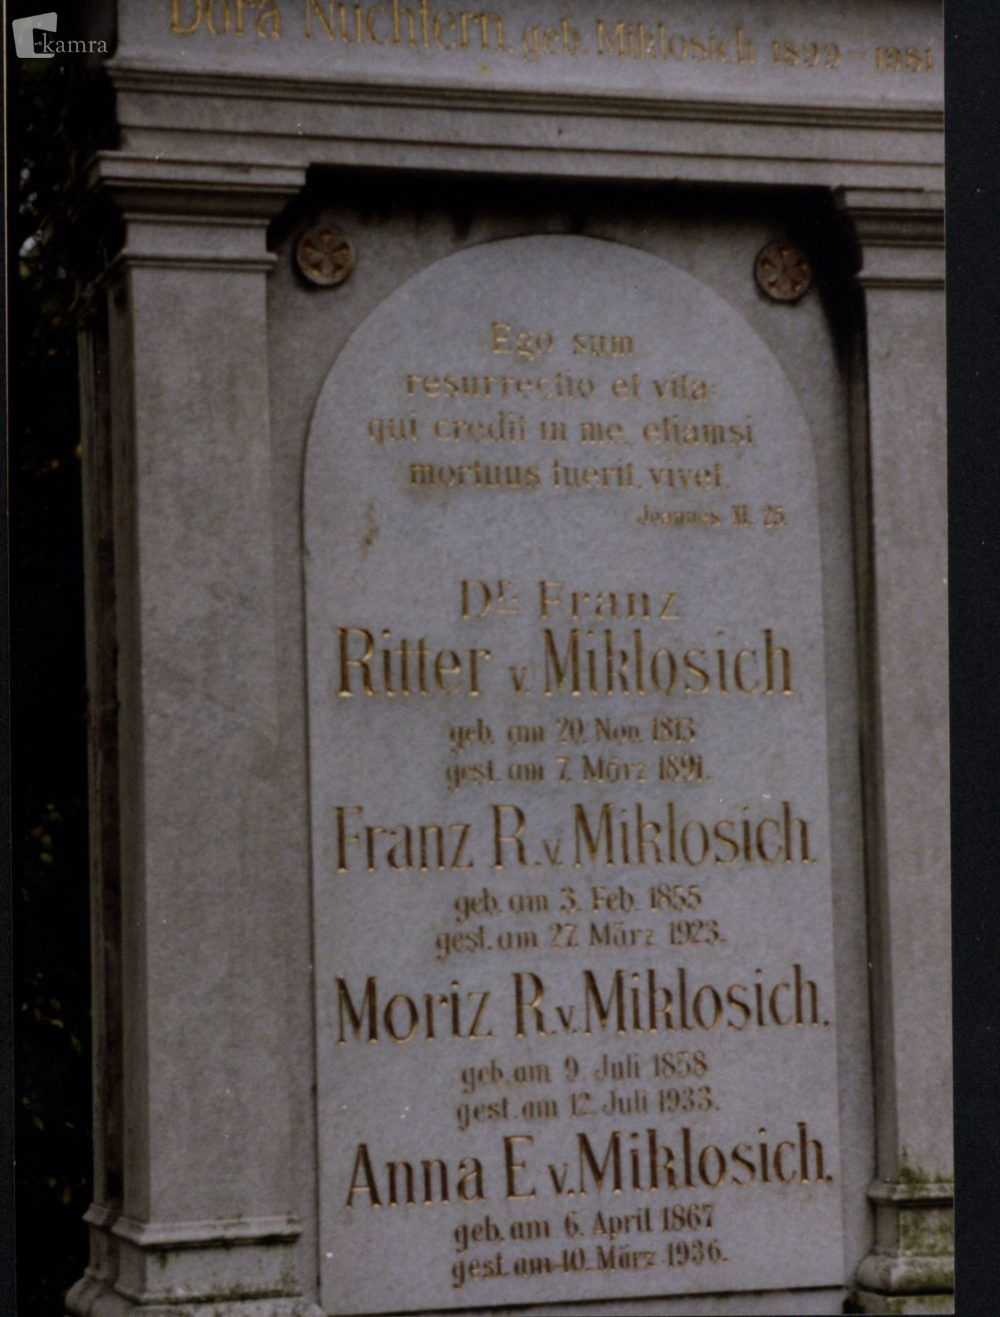 kamra
Dora Nüchtern, geb. Miklosich 1899 - 1981
Ego sum
resurrectio et vita:
qui credit in me, etiamsi
mortuus fuerit, vivet.
Joannes. XI. 25.
Dr. Franz
Ritter v. Miklosich
geb. am 20. Nov. 1813
gest. am 7. März 1891.
Franz R. v. Miklosich.
geb. am 3. Feb. 1855
gest. am 27. März 1923.
Moriz R. v. Miklosich.
geb. am 9. Juli 1858
gest. am 12. Juli 1933.
Anna E v. Miklosich.
geb. am 6. April 1867
gest. am 10. März 1936.